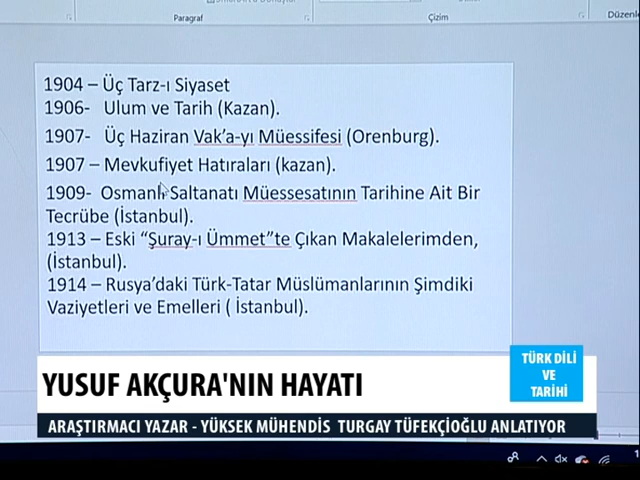 Paragraf
Çizim
Düzenle
1904 – Üç Tarz-ı Siyaset
1906- Ulum ve Tarih (Kazan).
1907- Üç Haziran Vak'a-yı Müessifesi (Orenburg).
1907 – Mevkufiyet Hatıraları (kazan).
1909- Osmanlı Saltanatı Müessesatının Tarihine Ait Bir
Tecrübe (İstanbul).
1913 – Eski “Şuray-ı Ümmet”te Çıkan Makalelerimden,
(İstanbul).
1914 – Rusya’daki Türk-Tatar Müslümanlarının Şimdiki
Vaziyetleri ve Emelleri ( İstanbul).
TÜRK DİLİ
VE
TARİHİ
YUSUF AKÇURA'NIN HAYATI
ARAŞTIRMACI YAZAR - YÜKSEK MÜHENDİS TURGAY TÜFEKÇİOĞLU ANLATIYOR